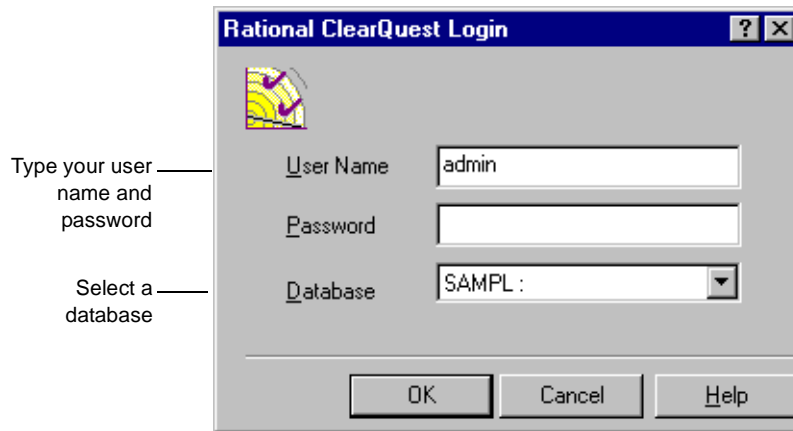 Rational ClearQuest Login
Type your user
name and
password
User Name
admin
Password
Select a
database
Database
SAMPL :
OK
Cancel
Help